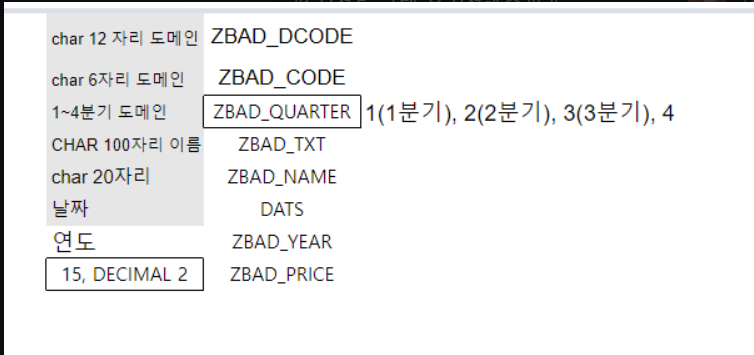 char 12 자리 도메인 ZBAD_DCODE
char 6자리 도메인 ZBAD_CODE
1~4분기 도메인 ZBAD_QUARTER 1(1분기), 2(2분기), 3(3분기), 4
CHAR 100자리 이름 ZBAD_TXT
char 20자리 ZBAD_NAME
날짜 DATS
연도 ZBAD_YEAR
15, DECIMAL 2 ZBAD_PRICE